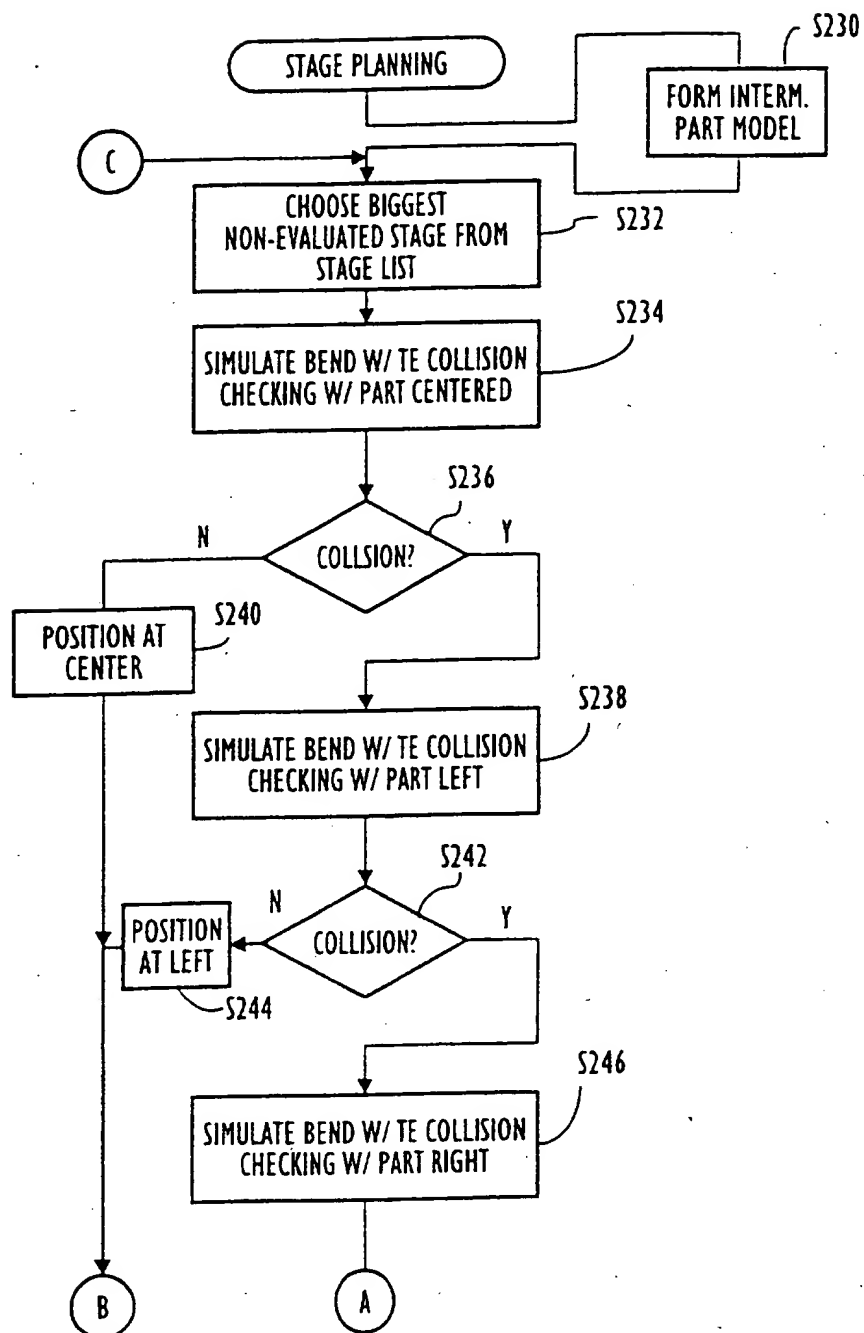 STAGE PLANNING
S230
FORM INTERM.
PART MODEL
C
CHOOSE BIGGEST
NON-EVALUATED STAGE FROM
STAGE LIST
S232
S234
SIMULATE BEND W/ TE COLLISION
CHECKING W/ PART CENTERED
S236
N
COLLSION?
Y
S240
POSITION AT
CENTER
S238
SIMULATE BEND W/ TE COLLISION
CHECKING W/ PART LEFT
S242
N
COLLISION?
Y
POSITION
AT LEFT
S244
S246
SIMULATE BEND W/ TE COLLISION
CHECKING W/ PART RIGHT
B
A